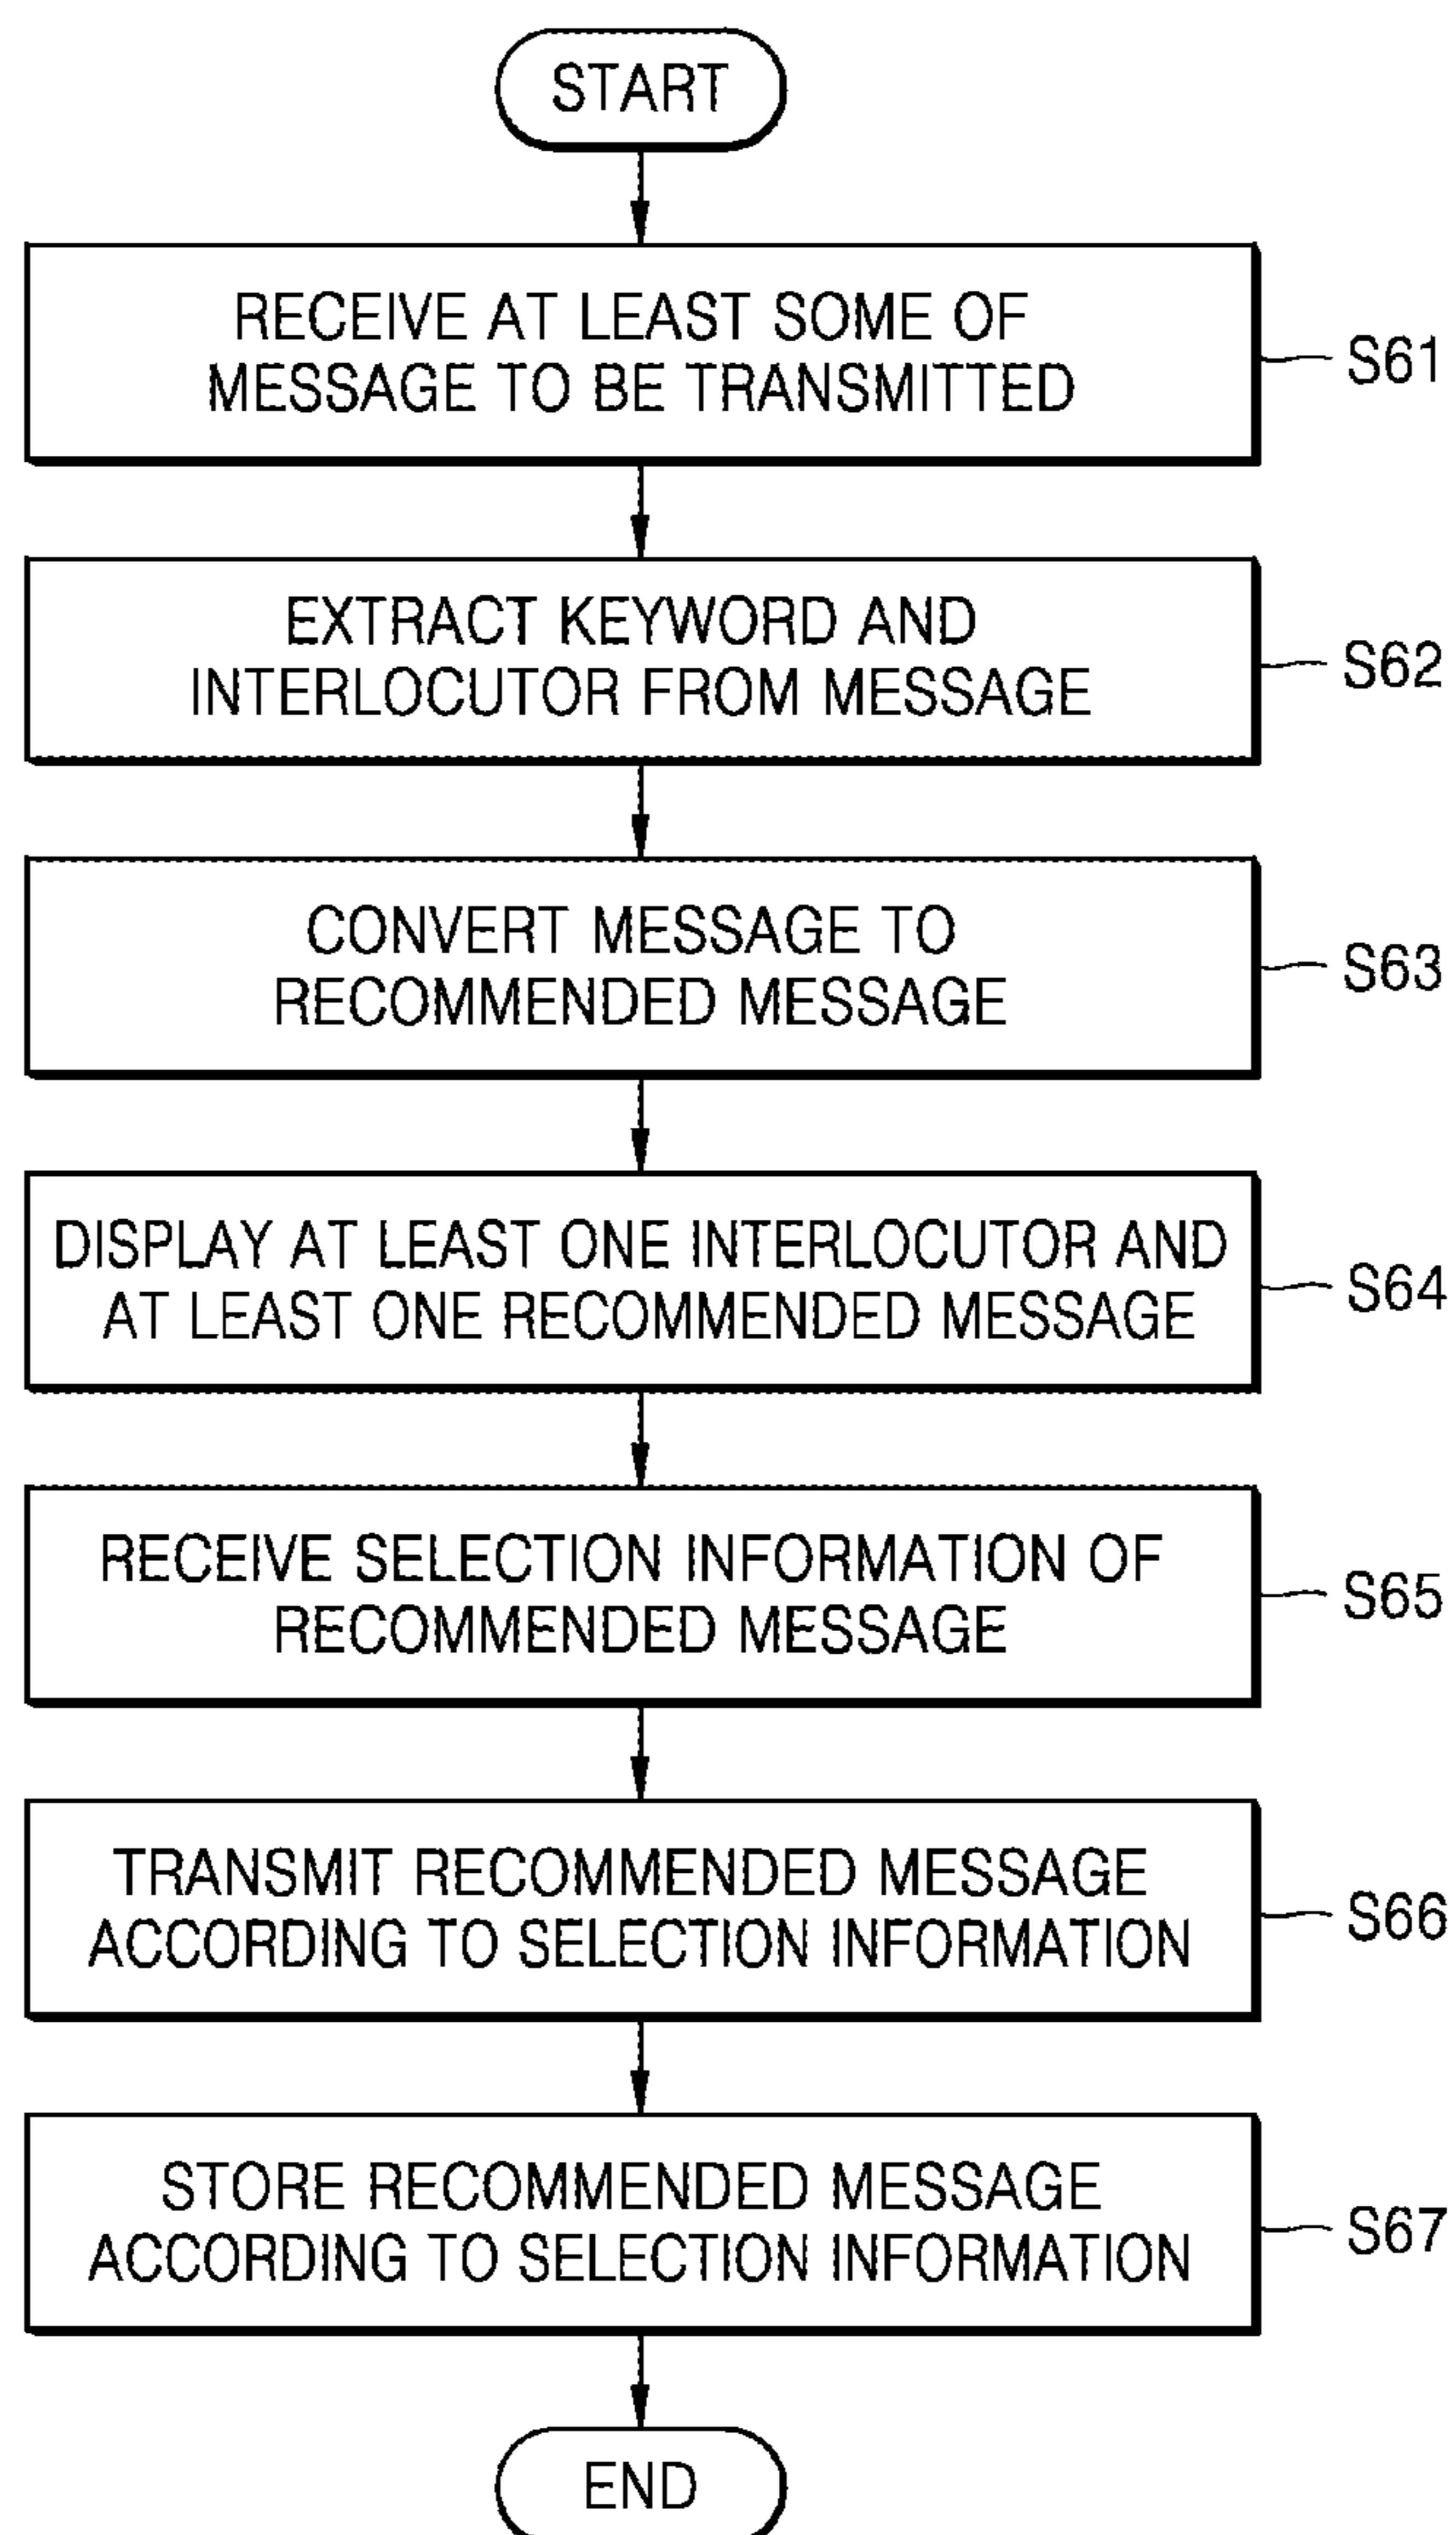 START
RECEIVE AT LEAST SOME OF
MESSAGE TO BE TRANSMITTED
S61
EXTRACT KEYWORD AND
INTERLOCUTOR FROM MESSAGE
S62
CONVERT MESSAGE TO
RECOMMENDED MESSAGE
S63
DISPLAY AT LEAST ONE INTERLOCUTOR AND
AT LEAST ONE RECOMMENDED MESSAGE
S64
RECEIVE SELECTION INFORMATION OF
RECOMMENDED MESSAGE
S65
TRANSMIT RECOMMENDED MESSAGE
ACCORDING TO SELECTION INFORMATION
S66
STORE RECOMMENDED MESSAGE
ACCORDING TO SELECTION INFORMATION
S67
END